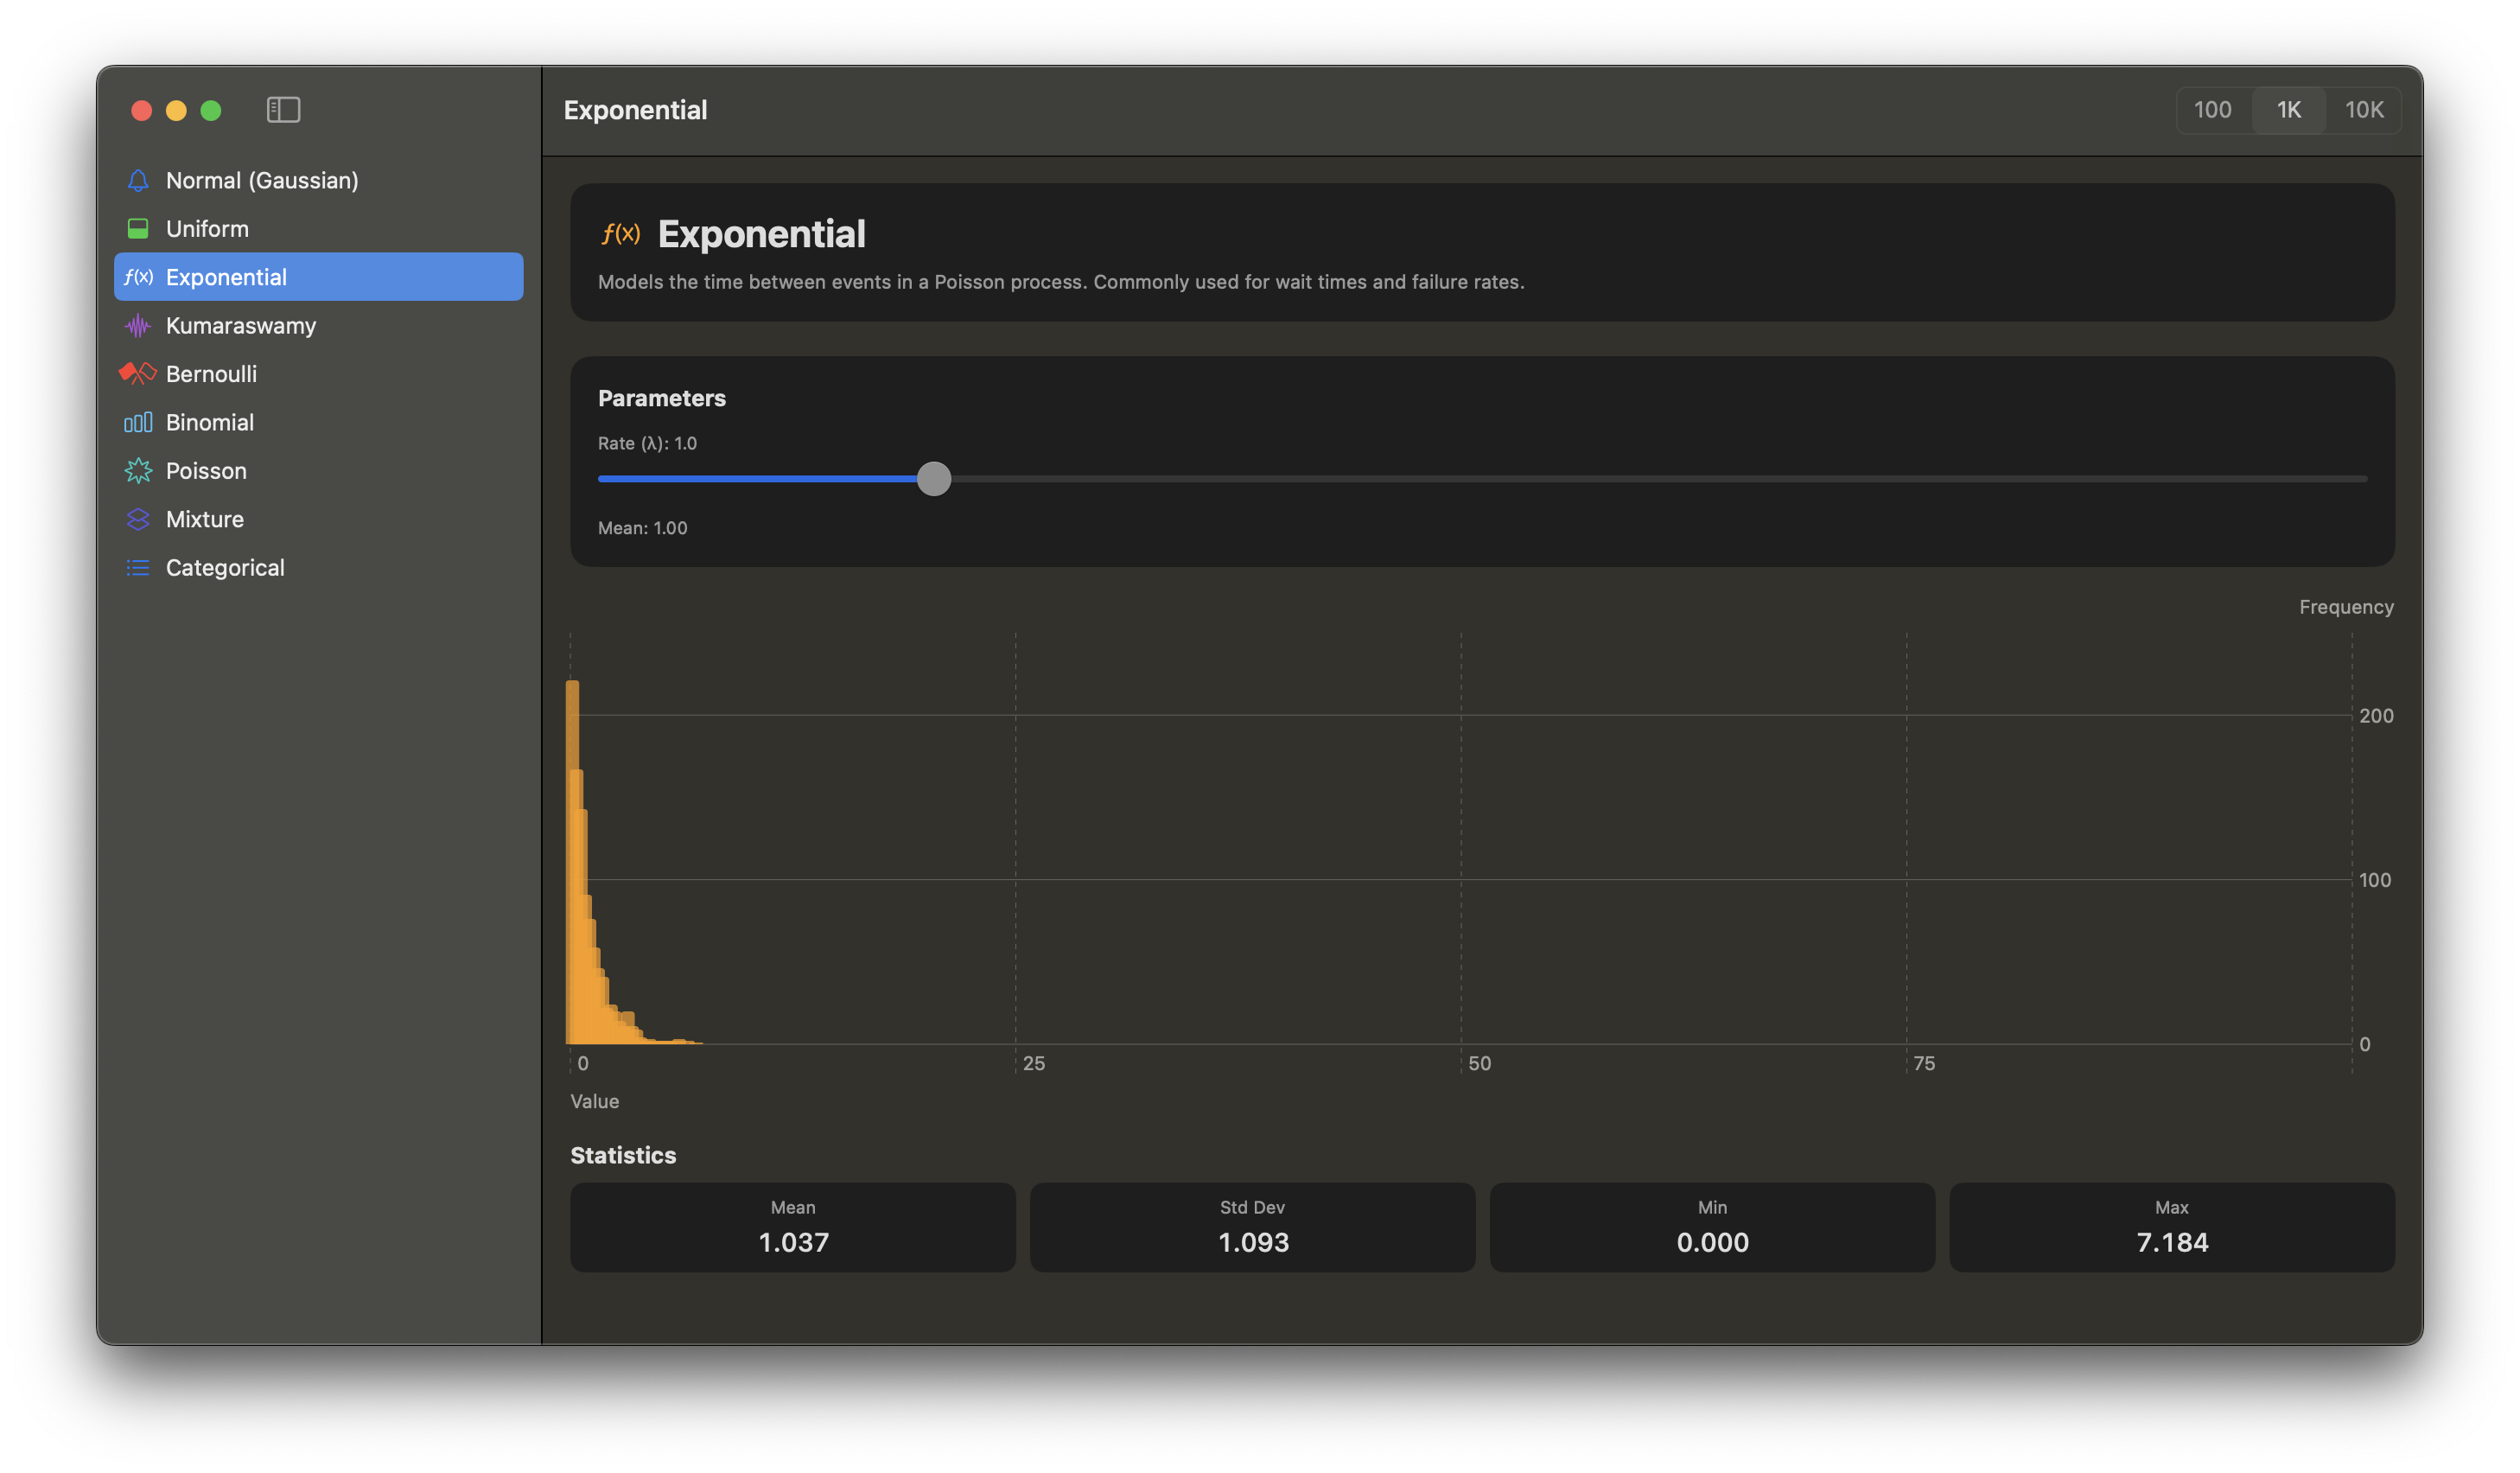 Exponential
100 1K 10K
Normal (Gaussian)
Uniform
f(x) Exponential
Kumaraswamy
Bernoulli
Binomial
Poisson
Mixture
Categorical
f(x) Exponential
Models the time between events in a Poisson process. Commonly used for wait times and failure rates.
Parameters
Rate (λ): 1.0
Mean: 1.00
Frequency
200
100
0
0 25 50 75
Value
Statistics
Mean Std Dev Min Max
1.037 1.093 0.000 7.184